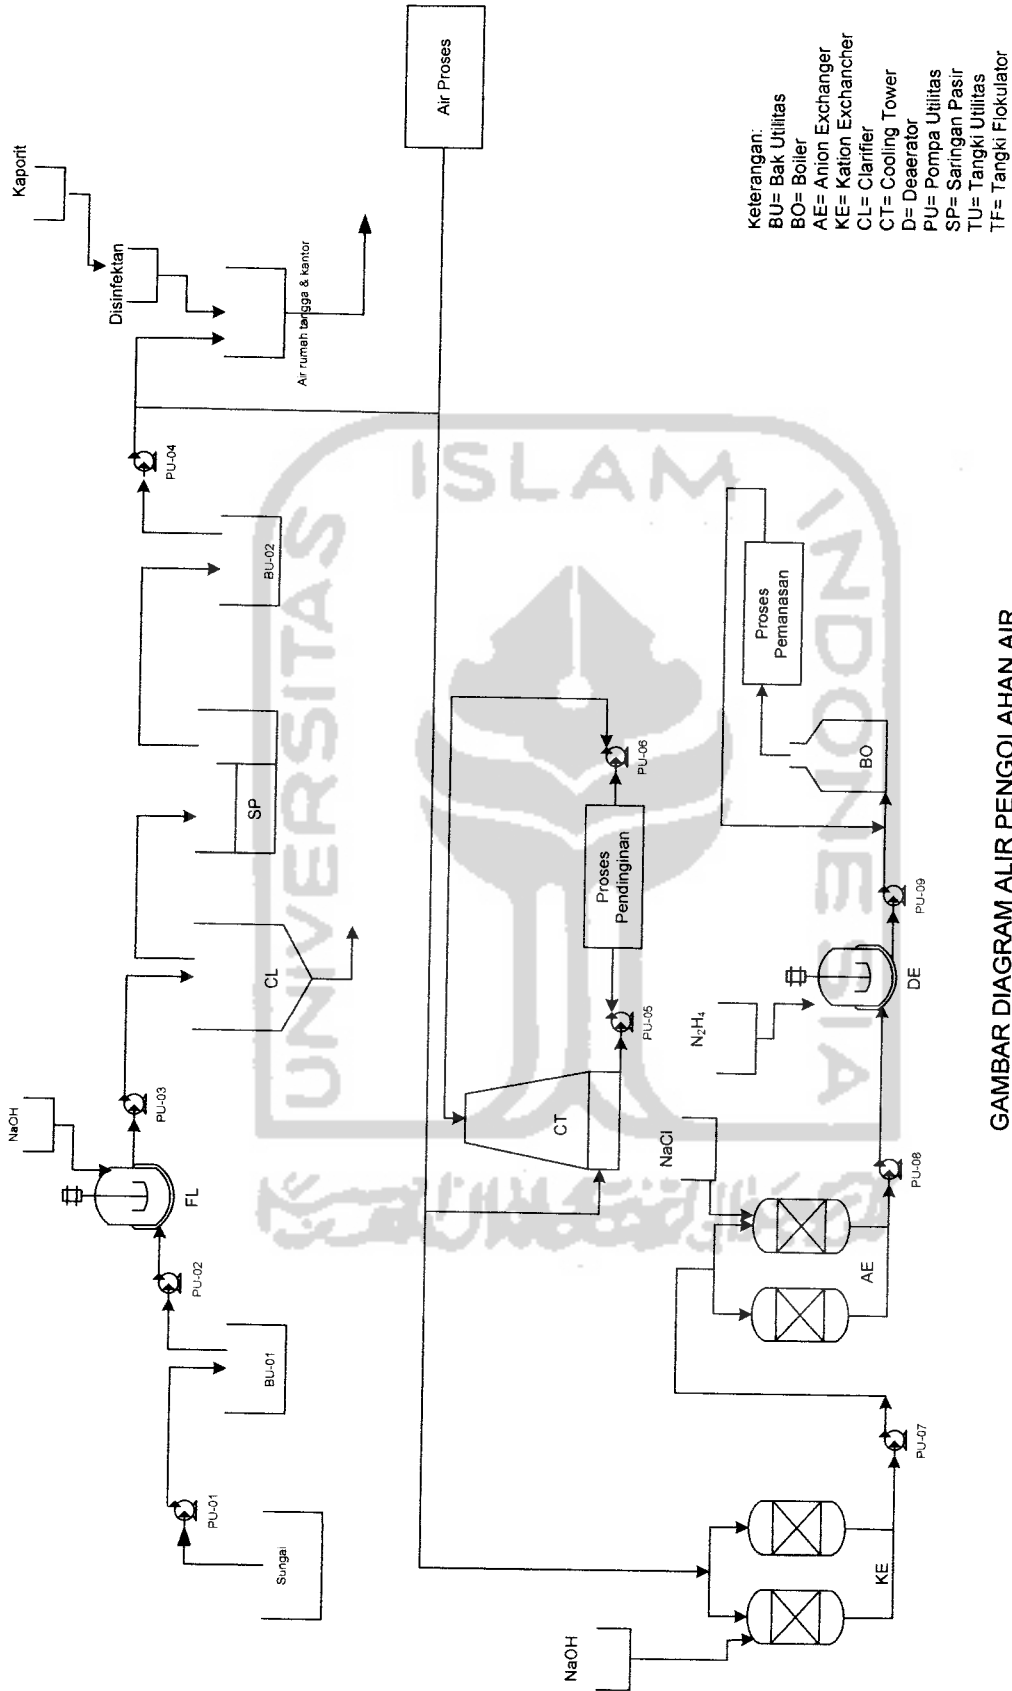 Kaporit
Disinfektan
Air rumah tangga & kantor
Air Proses
PU-04
BU-02
SP
CL
NaOH
PU-03
FL
PU-02
BU-01
PU-01
Sungai
PU-06
Proses
Pendinginan
PU-05
CT
Proses
Pemanasan
BO
PU-09
DE
N₂H₄
NaCl
PU-08
AE
PU-07
KE
NaOH
Keterangan:
BU= Bak Utilitas
BO= Boiler
AE= Anion Exchanger
KE= Kation Exchancher
CL= Clarifier
CT= Cooling Tower
D= Deaerator
PU= Pompa Utilitas
SP= Saringan Pasir
TU= Tangki Utilitas
TF= Tangki Flokulator
GAMBAR DIAGRAM ALIR PENGOLAHAN AIR
UNIVERSITAS
ISLAM
INDONESIA